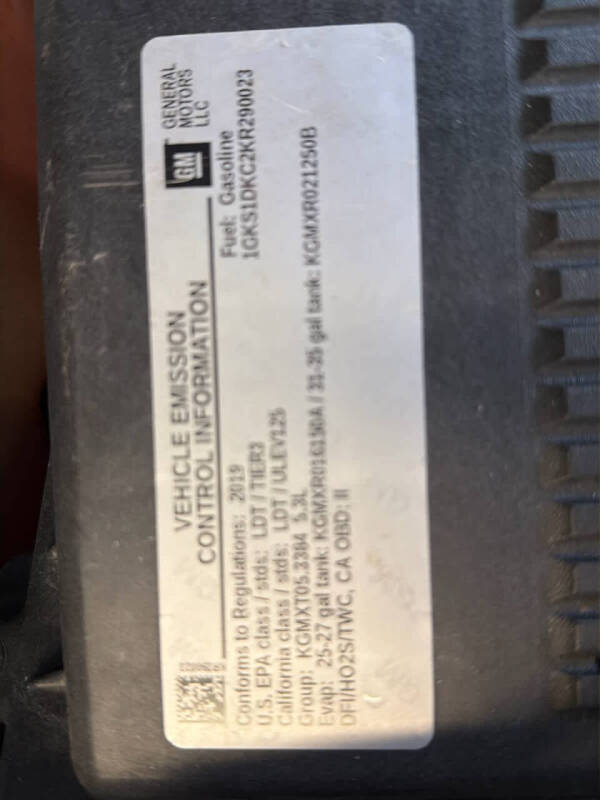 VEHICLE EMISSION
CONTROL INFORMATION
GM
GENERAL
MOTORS
LLC
Conforms to Regulations: 2019
Fuel: Gasoline
U.S. EPA class / stds: LDT / TIER3
1GKS1DKC2KR290023
California class / stds: LDT / ULEV125
Group: KGMXT05.3384 5.3L
Evap: 25-27 gal tank: KGMXR016150A / 31-35 gal tank: KGMXR021250B
DFI/HO2S/TWC, CA OBD: II